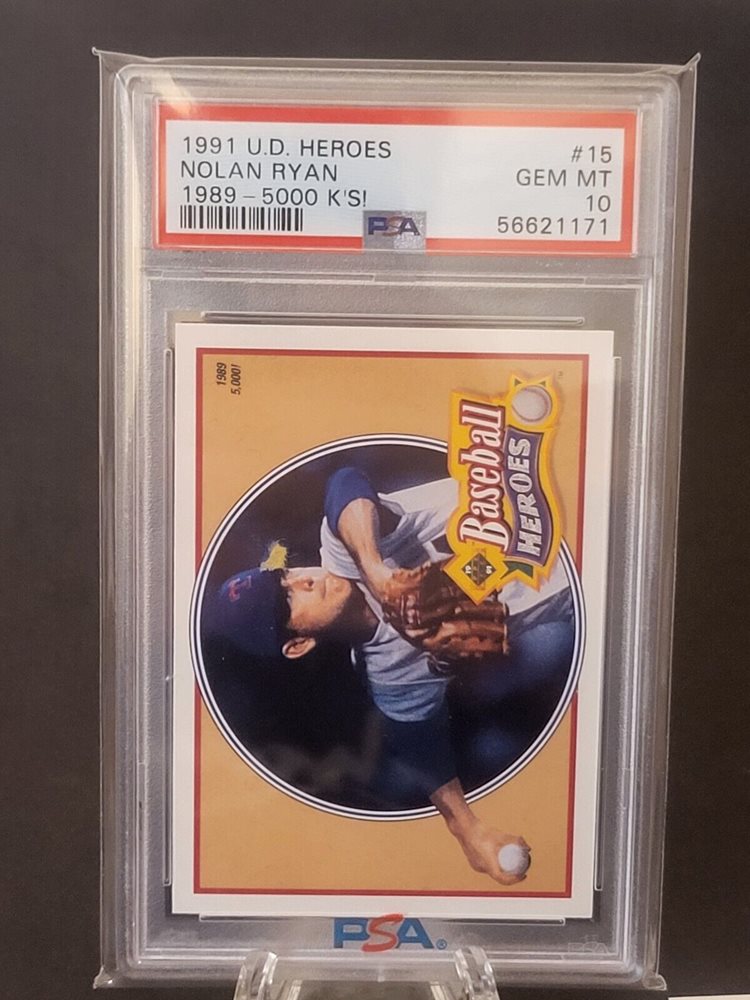 1991 U.D. HEROES #15
NOLAN RYAN GEM MT
1989 - 5000 K'S! 10
PSA 56621171
1989
5,000!
Baseball
HEROES
PSA